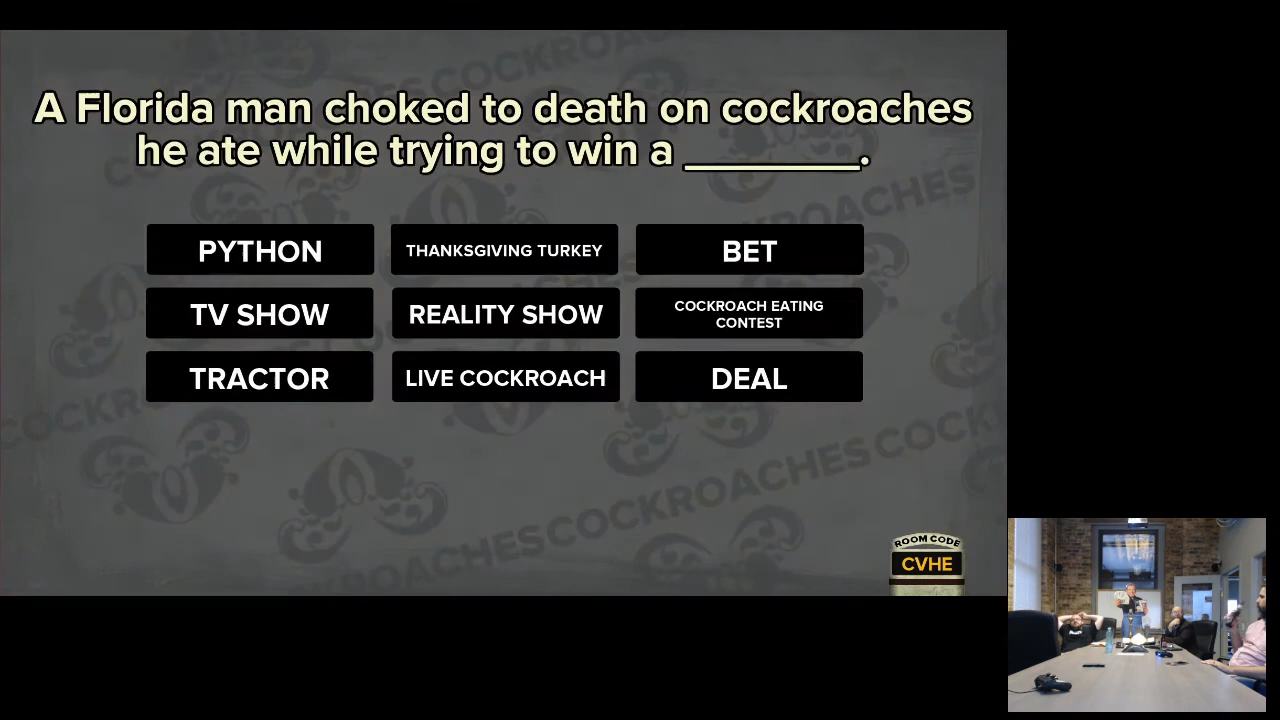 A Florida man choked to death on cockroaches
he ate while trying to win a ________.
PYTHON
THANKSGIVING TURKEY
BET
TV SHOW
REALITY SHOW
COCKROACH EATING
CONTEST
TRACTOR
LIVE COCKROACH
DEAL
ROOM CODE
CVHE